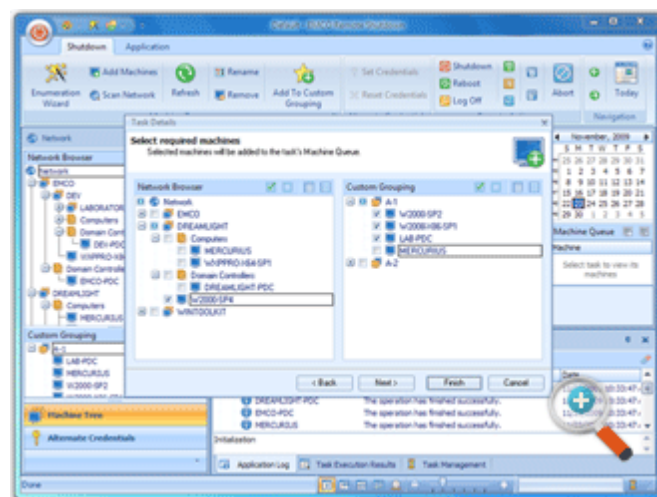 Default - EMCO Remote Shutdown
Shutdown Application
Enumeration Wizard
Add Machines
Scan Network
Refresh
Rename
Remove
Add To Custom Grouping
Set Credentials
Reset Credentials
Shutdown
Reboot
Log Off
Abort
Today
Navigation
Network
Network Browser
Network
EMCO
DEV
Computers
DEV-PDC
EMCO-PDC
DREAMLIGHT
Computers
MERCURIUS
Custom Grouping
A-1
LAB-PDC
MERCURIUS
W2000-SP2
Machine Tree
Alternate Credentials
Task Details
Select required machines
Selected machines will be added to the task's Machine Queue.
Network Browser
Network
EMCO
DREAMLIGHT
Computers
MERCURIUS
WXPPRO-X64-SP1
Domain Controllers
DREAMLIGHT-PDC
W2000-SP4
WINTOOLKIT
Custom Grouping
A-1
W2000-SP2
W2008-X86-SP1
LAB-PDC
MERCURIUS
A-2
< Back Next > Finish Cancel
November, 2009
S M T W T F S
25 26 27 28 29 30 31
1 2 3 4 5 6 7
8 9 10 11 12 13 14
15 16 17 18 19 20 21
22 23 24 25 26 27 28
29 30 1 2 3 4 5
Machine Queue
Machine
Select task to view its machines
Date
DREAMLIGHT-PDC The operation has finished successfully.
EMCO-PDC The operation has finished successfully.
MERCURIUS The operation has finished successfully.
Initialization
Application Log Task Execution Results Task Management
Done